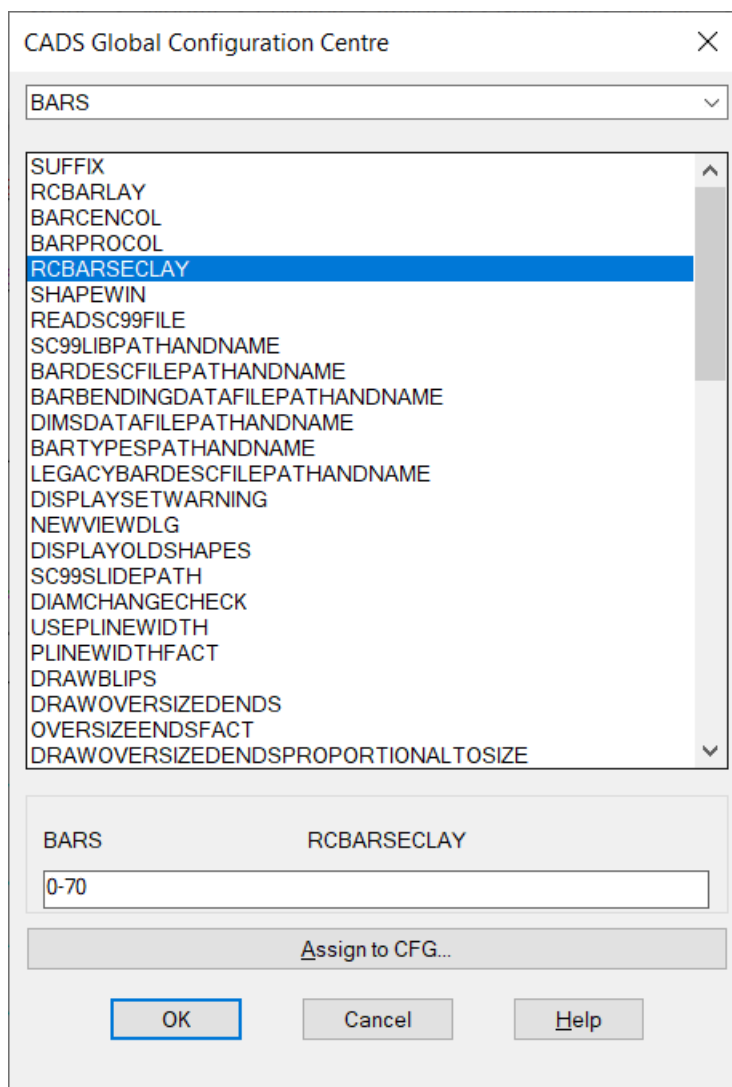 CADS Global Configuration Centre
BARS
SUFFIX
RCBARLAY
BARCENCOL
BARPROCOL
RCBARSECLAY
SHAPEWIN
READSC99FILE
SC99LIBPATHANDNAME
BARDESCFILEPATHANDNAME
BARBENDINGDATAFILEPATHANDNAME
DIMSDATAFILEPATHANDNAME
BARTYPESPATHANDNAME
LEGACYBARDESCFILEPATHANDNAME
DISPLAYSETWARNING
NEWVIEWDLG
DISPLAYOLDSHAPES
SC99SLIDEPATH
DIAMCHANGECHECK
USEPLINEWIDTH
PLINEWIDTHFACT
DRAWBLIPS
DRAWOVERSIZEDENDS
OVERSIZEENDSFACT
DRAWOVERSIZEDENDSPROPORTIONALTOSIZE
BARS RCBARSECLAY
0-70
Assign to CFG...
OK Cancel Help